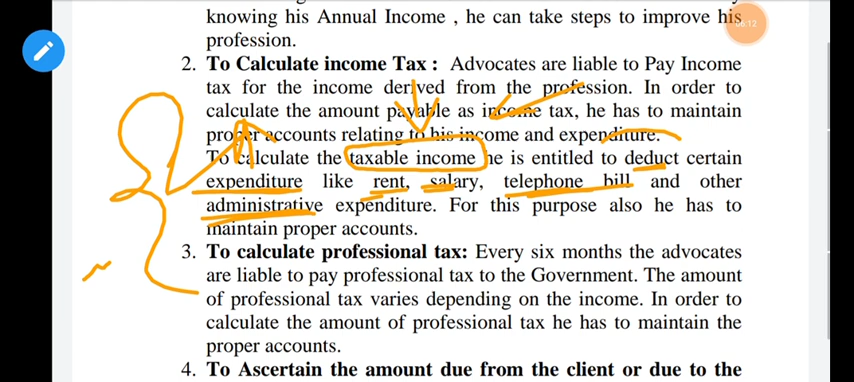 knowing his Annual Income , he can take steps to improve his
06:12
profession.
2. To Calculate income Tax : Advocates are liable to Pay Income
tax for the income derived from the profession. In order to
calculate the amount payable as income tax, he has to maintain
proper accounts relating to his income and expenditure.
To calculate the taxable income he is entitled to deduct certain
expenditure like rent, salary, telephone bill and other
administrative expenditure. For this purpose also he has to
maintain proper accounts.
3. To calculate professional tax: Every six months the advocates
are liable to pay professional tax to the Government. The amount
of professional tax varies depending on the income. In order to
calculate the amount of professional tax he has to maintain the
proper accounts.
4. To Ascertain the amount due from the client or due to the